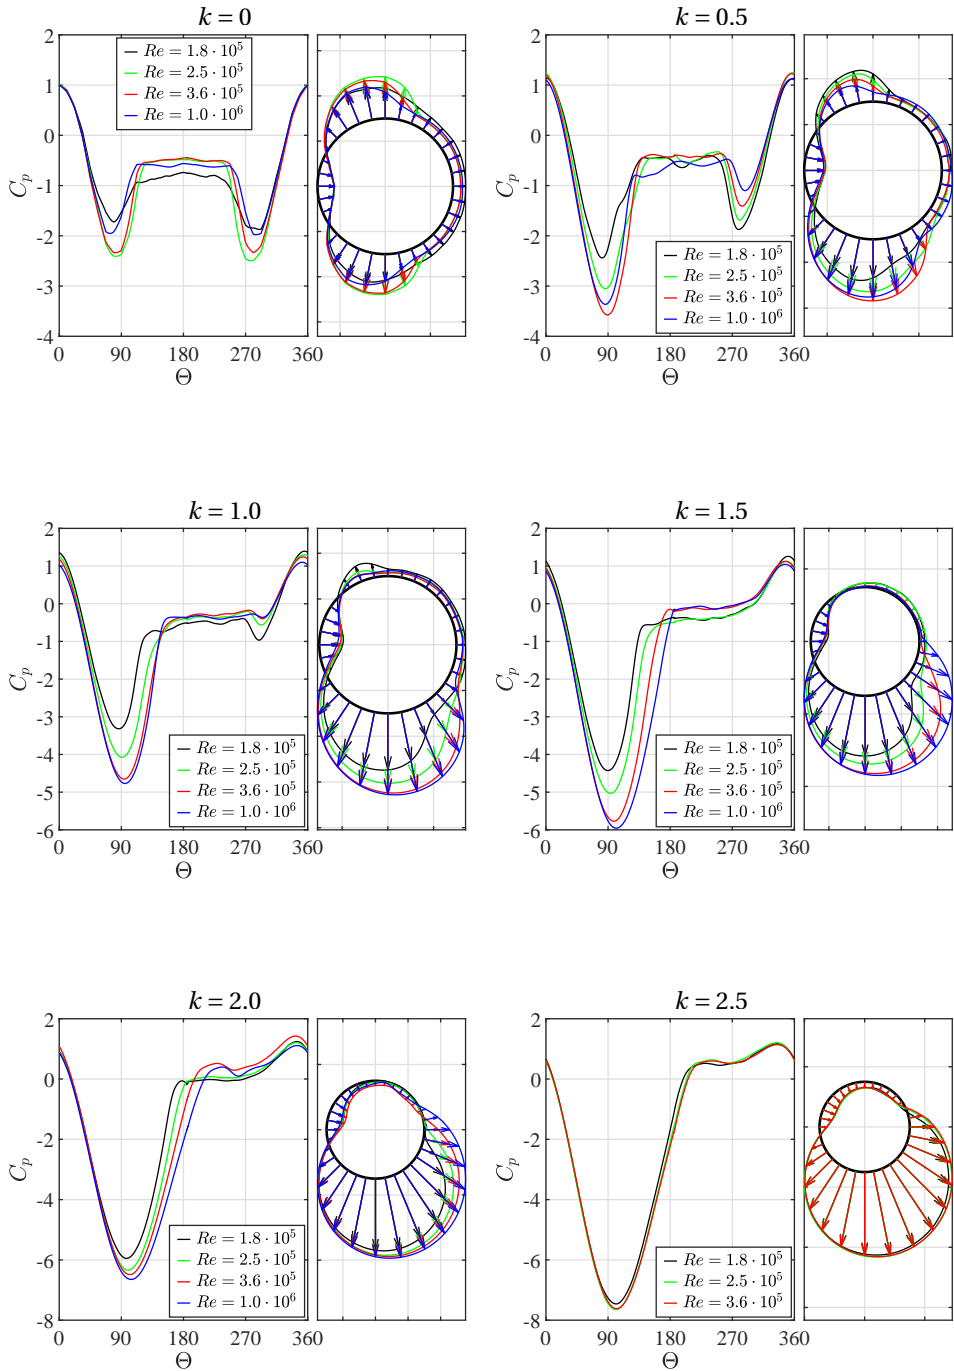 k = 0
2
1
0
-1
-2
-3
-4
C_p
Re = 1.8 · 10^5
Re = 2.5 · 10^5
Re = 3.6 · 10^5
Re = 1.0 · 10^6
0 90 180 270 360
Θ
k = 0.5
2
1
0
-1
-2
-3
-4
C_p
Re = 1.8 · 10^5
Re = 2.5 · 10^5
Re = 3.6 · 10^5
Re = 1.0 · 10^6
0 90 180 270 360
Θ
k = 1.0
2
1
0
-1
-2
-3
-4
-5
-6
C_p
Re = 1.8 · 10^5
Re = 2.5 · 10^5
Re = 3.6 · 10^5
Re = 1.0 · 10^6
0 90 180 270 360
Θ
k = 1.5
2
1
0
-1
-2
-3
-4
-5
-6
C_p
Re = 1.8 · 10^5
Re = 2.5 · 10^5
Re = 3.6 · 10^5
Re = 1.0 · 10^6
0 90 180 270 360
Θ
k = 2.0
2
0
-2
-4
-6
-8
C_p
Re = 1.8 · 10^5
Re = 2.5 · 10^5
Re = 3.6 · 10^5
Re = 1.0 · 10^6
0 90 180 270 360
Θ
k = 2.5
2
0
-2
-4
-6
-8
C_p
Re = 1.8 · 10^5
Re = 2.5 · 10^5
Re = 3.6 · 10^5
0 90 180 270 360
Θ